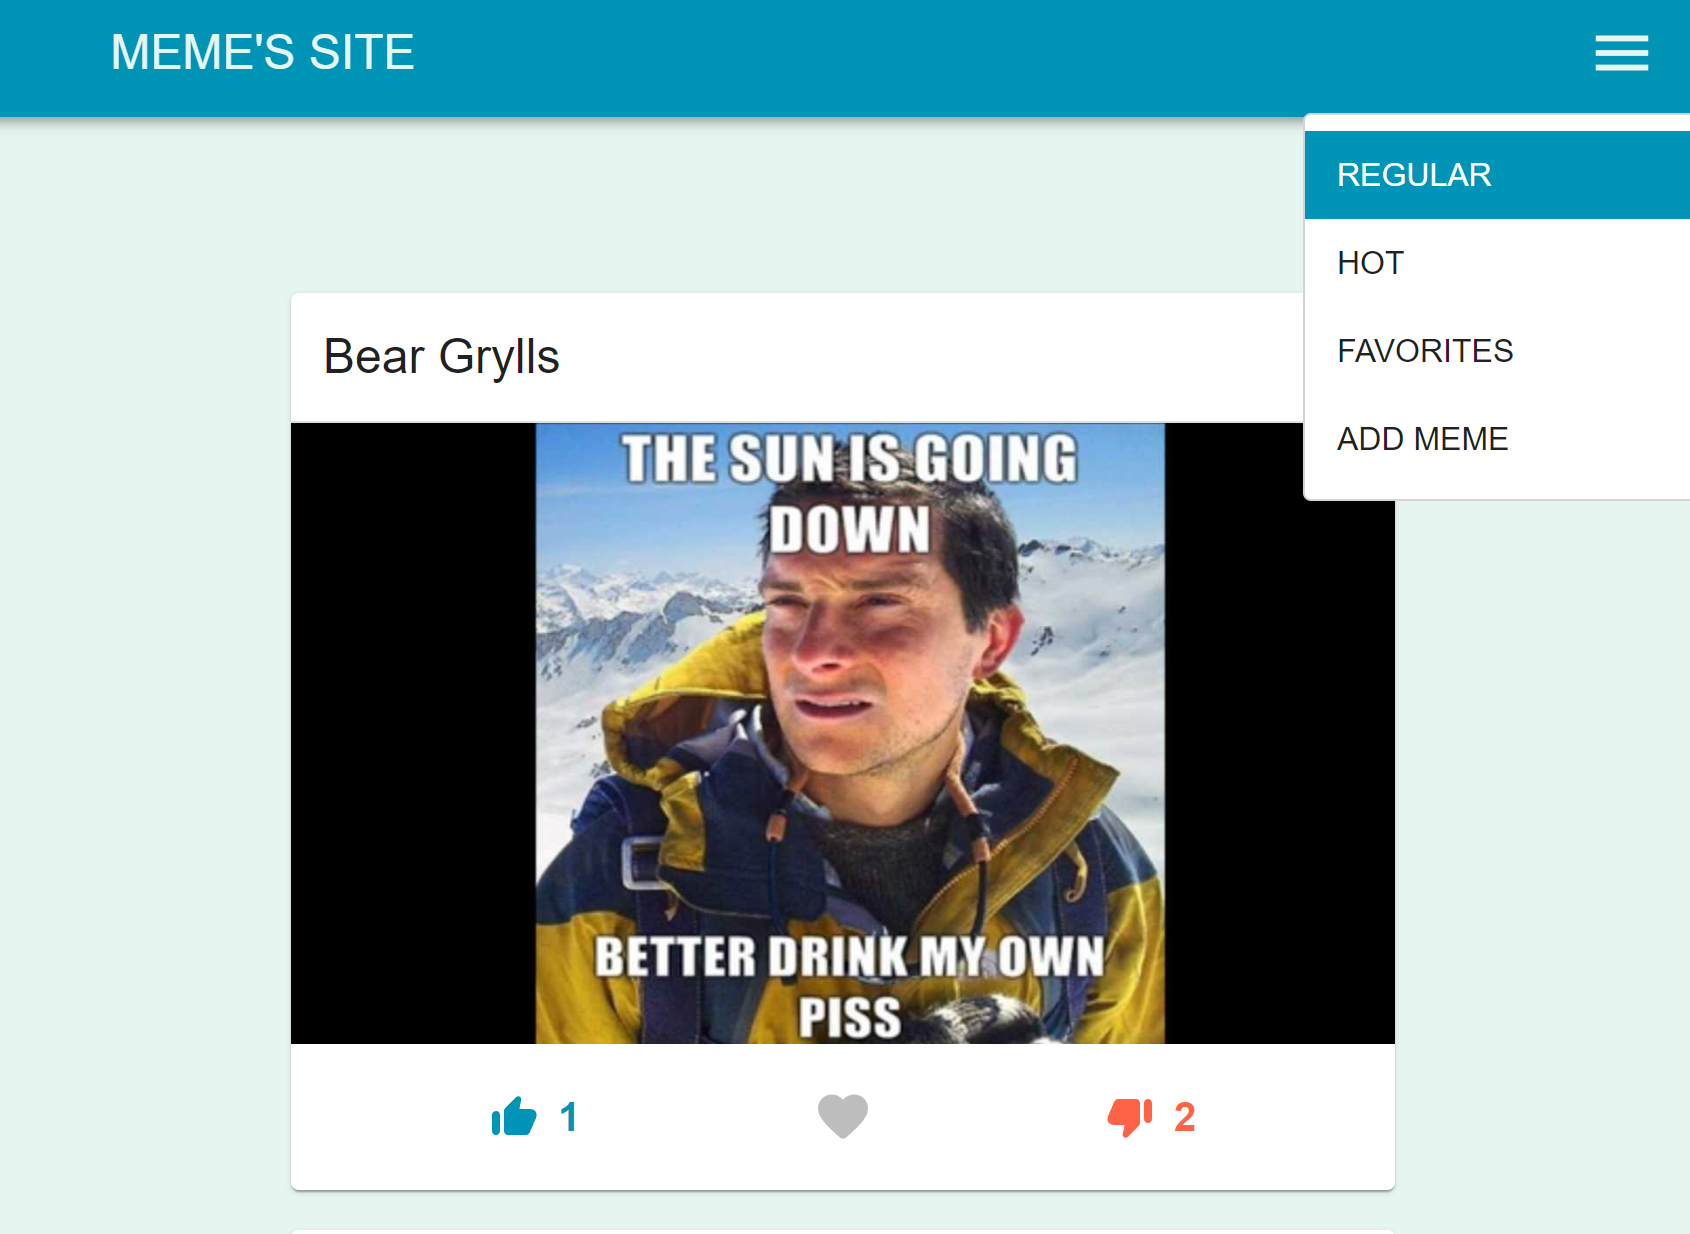 MEME'S SITE
REGULAR
HOT
FAVORITES
ADD MEME
Bear Grylls
THE SUN IS GOING
DOWN
BETTER DRINK MY OWN
PISS
1
2